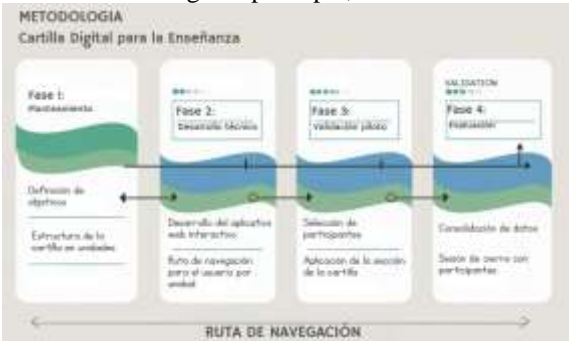 METODOLOGIA
Cartilla Digital para la Enseñanza
Fase 1:
Planteamiento
Definición de
objetivos
Estructura de la
cartilla en unidades
Fase 2:
Desarrollo técnico
Desarrollo del aplicativo
web interactivo
Ruta de navegación
para el usuario por
unidad
Fase 3:
Validación piloto
Selección de
participantes
Aplicación de la sección
de la cartilla
VALIDATION
Fase 4:
Evaluación
Consolidación de datos
Sesión de cierre con
participantes
RUTA DE NAVEGACIÓN